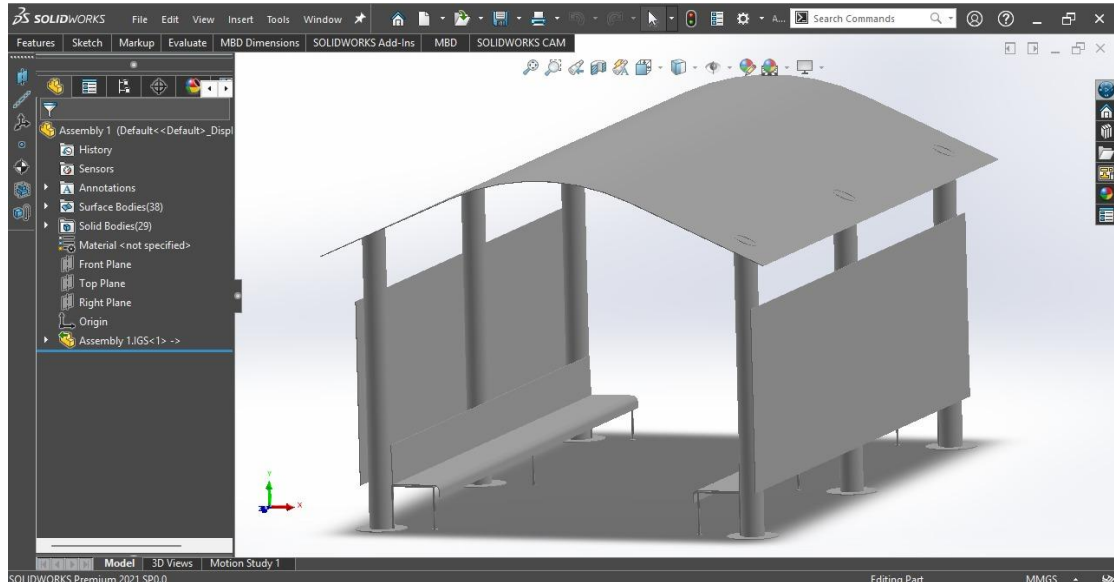 SOLIDWORKS File Edit View Insert Tools Window A... Search Commands
Features Sketch Markup Evaluate MBD Dimensions SOLIDWORKS Add-Ins MBD SOLIDWORKS CAM
Assembly 1 (Default<<Default>_Displ
History
Sensors
Annotations
Surface Bodies(38)
Solid Bodies(29)
Material <not specified>
Front Plane
Top Plane
Right Plane
Origin
Assembly 1.IGS<1> ->
Y
X
Model 3D Views Motion Study 1
SOLIDWORKS Premium 2021 SP0.0 Editing Part MMGS